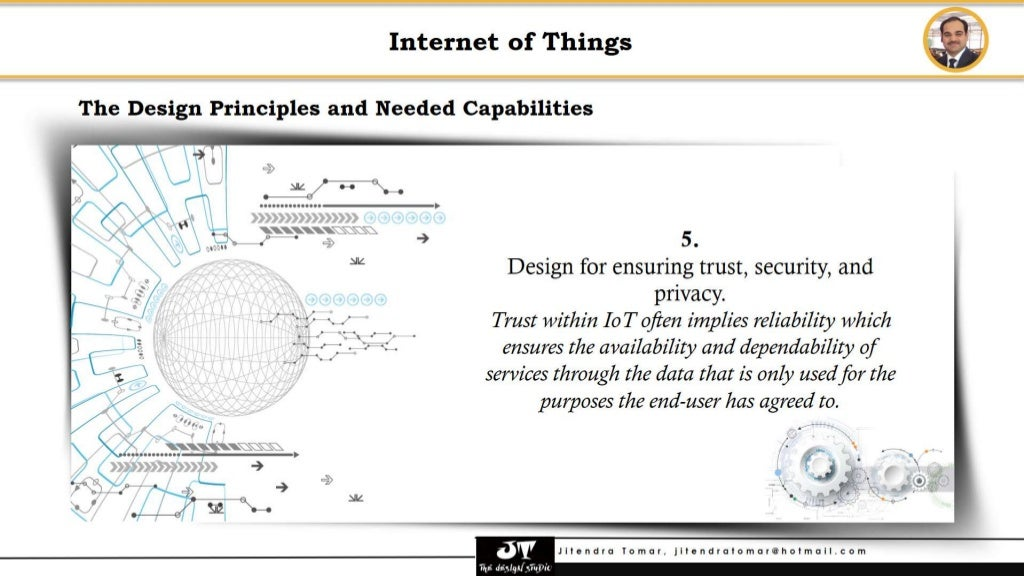 Internet of Things
The Design Principles and Needed Capabilities
5.
Design for ensuring trust, security, and
privacy.
Trust within IoT often implies reliability which
ensures the availability and dependability of
services through the data that is only used for the
purposes the end-user has agreed to.
JT
The Design Studio
Jitendra Tomar, jitendratomar@hotmail.com